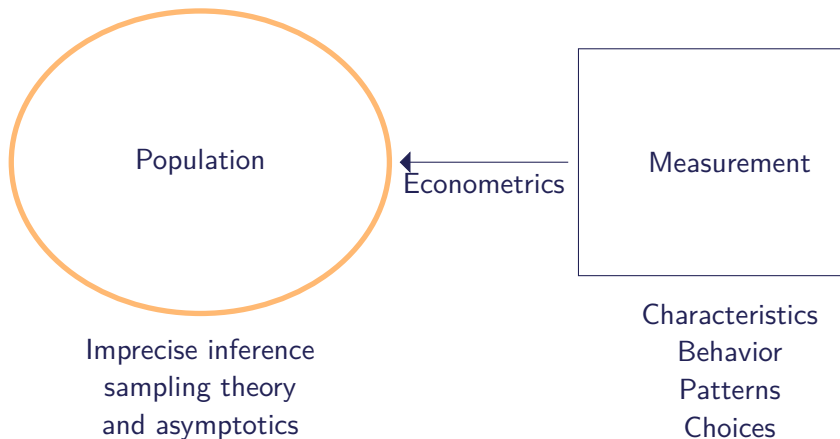 Population
Econometrics
Measurement
Imprecise inference
sampling theory
and asymptotics
Characteristics
Behavior
Patterns
Choices